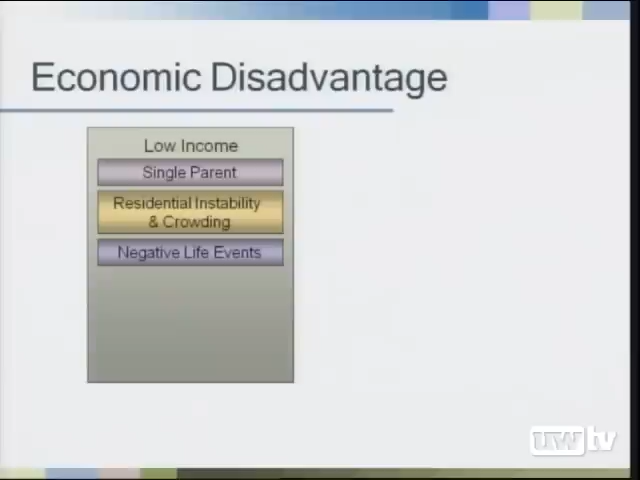 Economic Disadvantage
Low Income
Single Parent
Residential Instability
& Crowding
Negative Life Events
uwtv